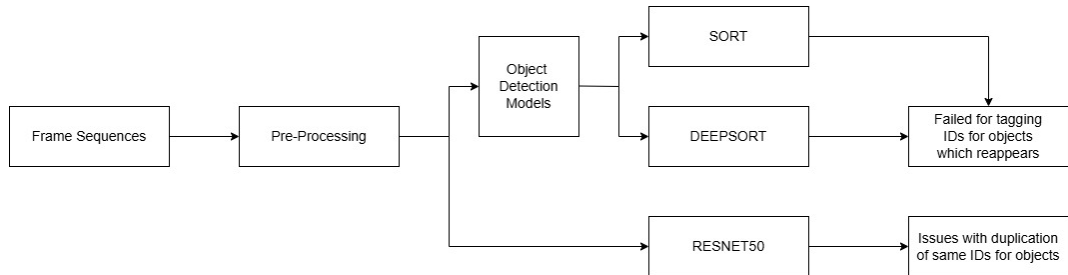 Frame Sequences
Pre-Processing
Object
Detection
Models
SORT
DEEPSORT
RESNET50
Failed for tagging
IDs for objects
which reappears
Issues with duplication
of same IDs for objects